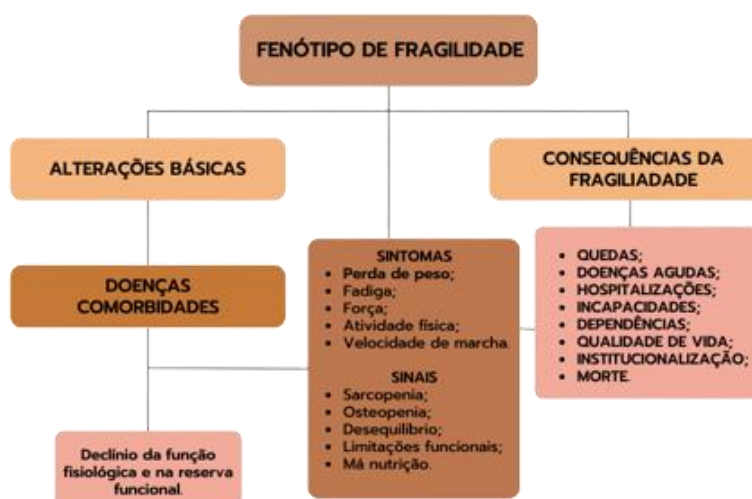 FENÓTIPO DE FRAGILIDADE
ALTERAÇÕES BÁSICAS
CONSEQUÊNCIAS DA
FRAGILIADADE
DOENÇAS
COMORBIDADES
SINTOMAS
• Perda de peso;
• Fadiga;
• Força;
• Atividade física;
• Velocidade de marcha.
SINAIS
• Sarcopenia;
• Osteopenia;
• Desequilíbrio;
• Limitações funcionais;
• Má nutrição.
• QUEDAS;
• DOENÇAS AGUDAS;
• HOSPITALIZAÇÕES;
• INCAPACIDADES;
• DEPENDÊNCIAS;
• QUALIDADE DE VIDA;
• INSTITUCIONALIZAÇÃO;
• MORTE.
Declínio da função
fisiológica e na reserva
funcional.